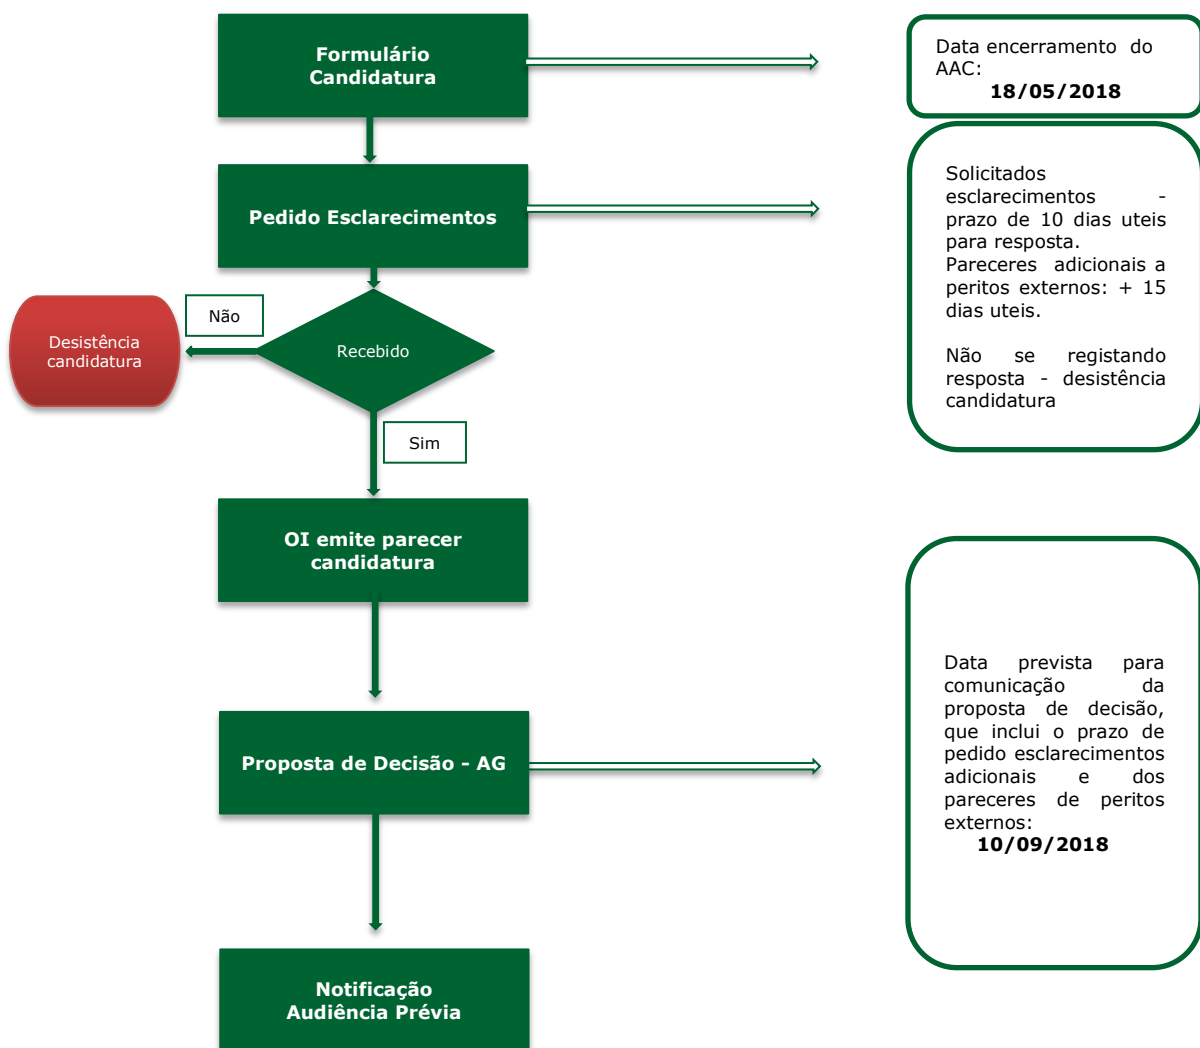 Formulário
Candidatura
Data encerramento do
AAC:
18/05/2018
Pedido Esclarecimentos
Solicitados
esclarecimentos -
prazo de 10 dias uteis
para resposta.
Pareceres adicionais a
peritos externos: + 15
dias uteis.
Não se registando
resposta - desistência
candidatura
Não
Desistência
candidatura
Recebido
Sim
OI emite parecer
candidatura
Proposta de Decisão - AG
Data prevista para
comunicação da
proposta de decisão,
que inclui o prazo de
pedido esclarecimentos
adicionais e dos
pareceres de peritos
externos:
10/09/2018
Notificação
Audiência Prévia